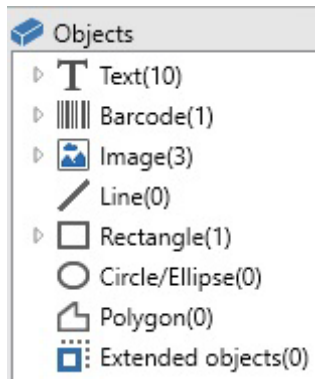 Objects
Text(10)
Barcode(1)
Image(3)
Line(0)
Rectangle(1)
Circle/Ellipse(0)
Polygon(0)
Extended objects(0)